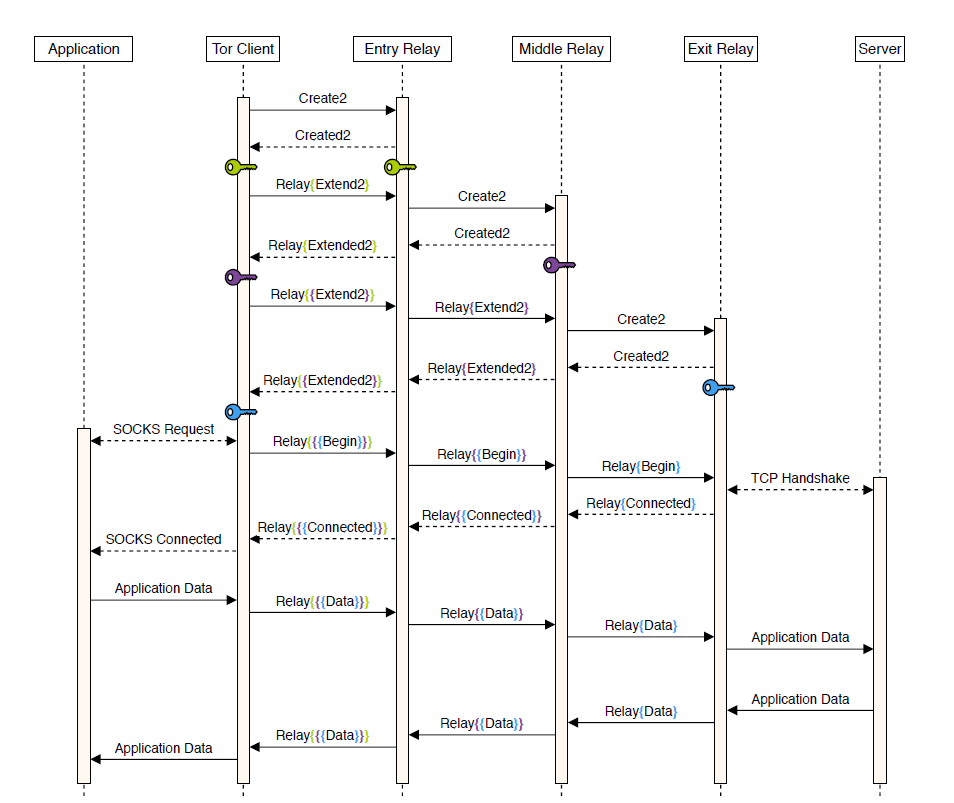 Application
Tor Client
Entry Relay
Middle Relay
Exit Relay
Server
Create2
Created2
Relay{Extend2}
Create2
Created2
Relay{Extended2}
Relay{{Extend2}}
Relay{Extend2}
Create2
Created2
Relay{Extended2}
Relay{{Extended2}}
SOCKS Request
Relay{{{Begin}}}
Relay{{Begin}}
Relay{Begin}
TCP Handshake
Relay{Connected}
Relay{{Connected}}
Relay{{{Connected}}}
SOCKS Connected
Application Data
Relay{{{Data}}}
Relay{{Data}}
Relay{Data}
Application Data
Application Data
Relay{Data}
Relay{{Data}}
Relay{{{Data}}}
Application Data